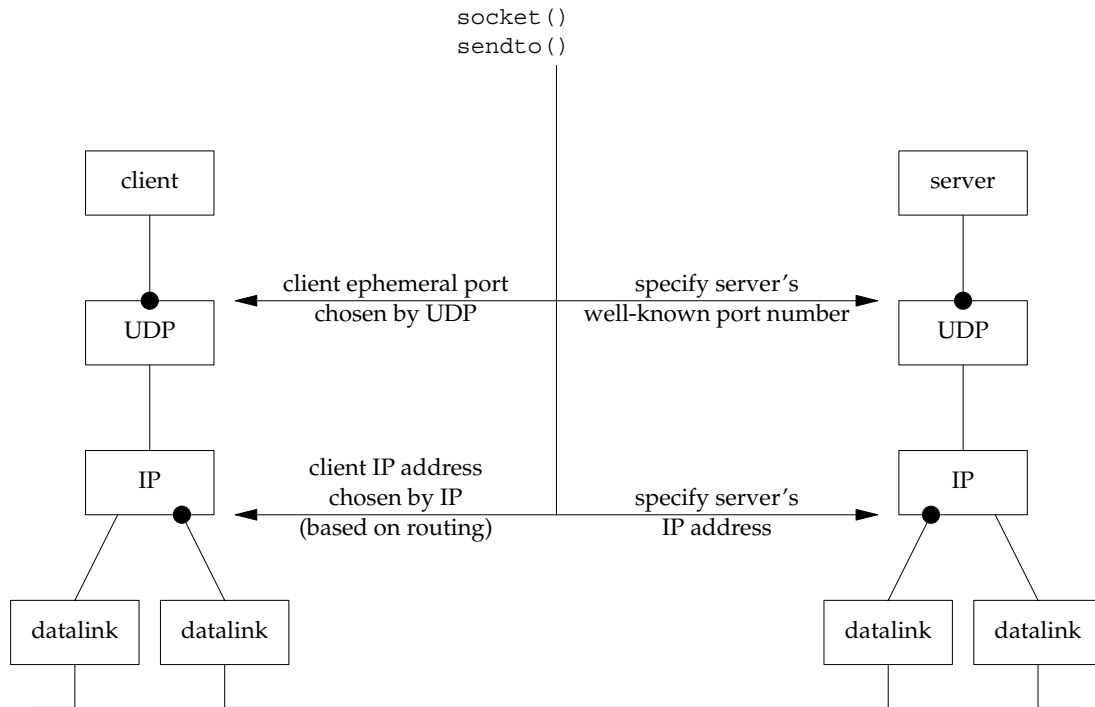 socket()
sendto()
client
server
client ephemeral port
chosen by UDP
specify server's
well-known port number
UDP
UDP
IP
client IP address
chosen by IP
(based on routing)
specify server's
IP address
IP
datalink
datalink
datalink
datalink